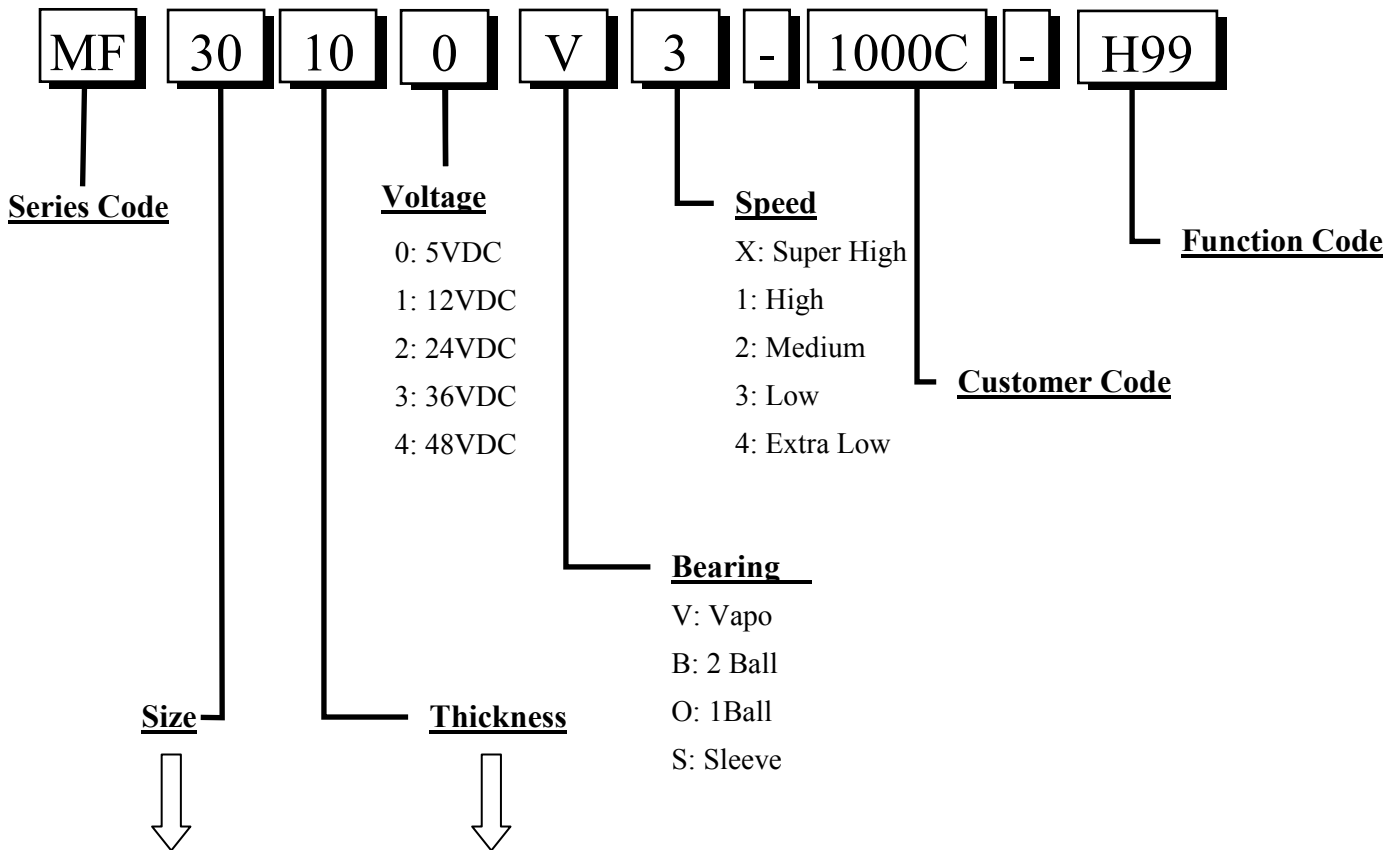 MF 30 10 0 V 3 - 1000C - H99
Series Code
Voltage
0: 5VDC
1: 12VDC
2: 24VDC
3: 36VDC
4: 48VDC
Speed
X: Super High
1: High
2: Medium
3: Low
4: Extra Low
Function Code
Customer Code
Bearing
V: Vapo
B: 2 Ball
O: 1Ball
S: Sleeve
Size
Thickness